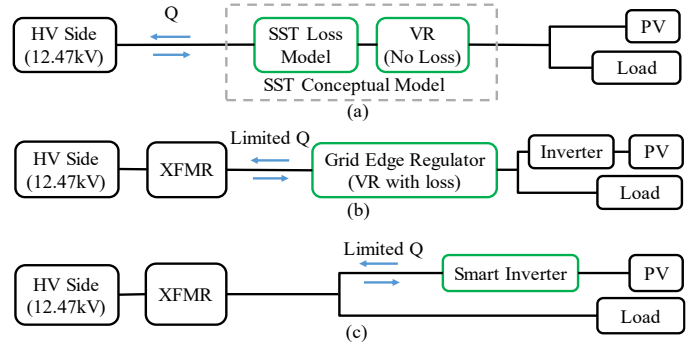 Q
HV Side
(12.47kV)
SST Loss
Model
VR
(No Loss)
PV
Load
SST Conceptual Model
(a)
HV Side
(12.47kV)
XFMR
Limited Q
Grid Edge Regulator
(VR with loss)
Inverter
PV
Load
(b)
HV Side
(12.47kV)
XFMR
Limited Q
Smart Inverter
PV
Load
(c)